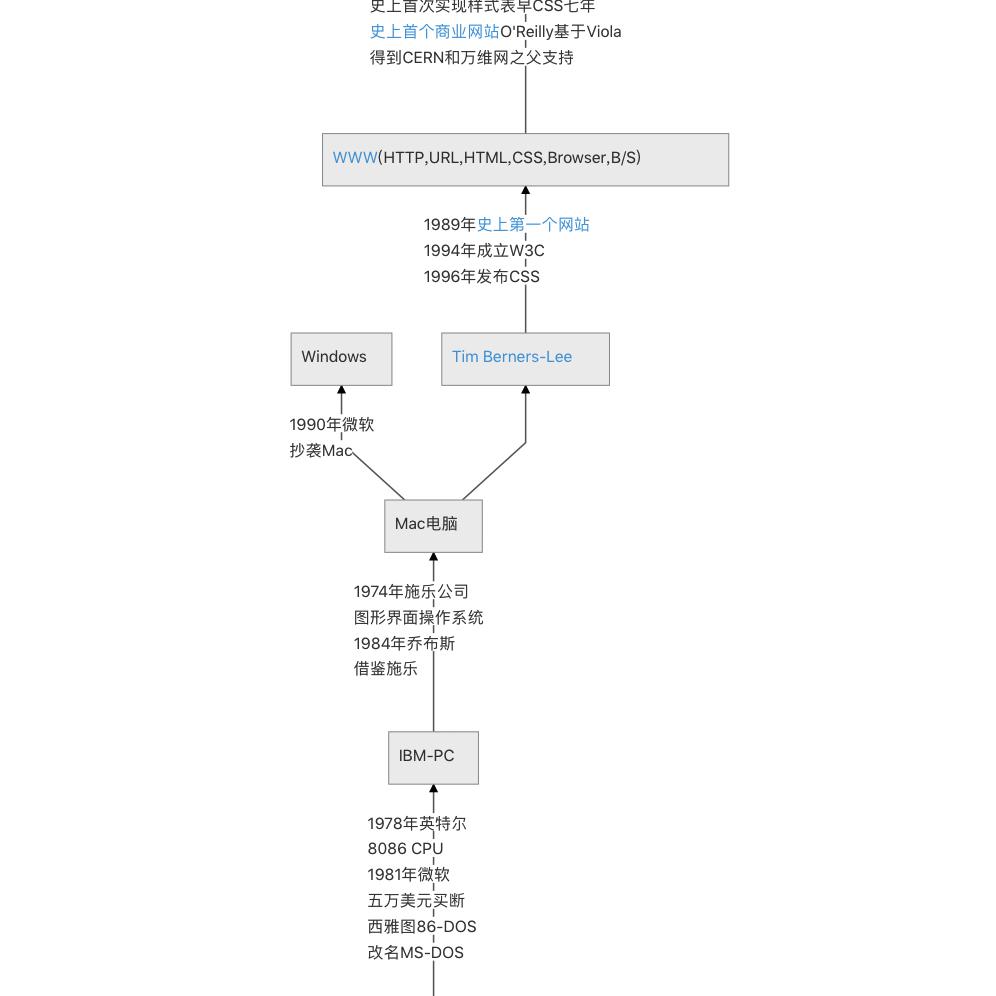 史上首次实现样式表早CSS七年
史上首个商业网站O'Reilly基于Viola
得到CERN和万维网之父支持
WWW(HTTP,URL,HTML,CSS,Browser,B/S)
1989年史上第一个网站
1994年成立W3C
1996年发布CSS
Windows
Tim Berners-Lee
1990年微软
抄袭Mac
Mac电脑
1974年施乐公司
图形界面操作系统
1984年乔布斯
借鉴施乐
IBM-PC
1978年英特尔
8086 CPU
1981年微软
五万美元买断
西雅图86-DOS
改名MS-DOS